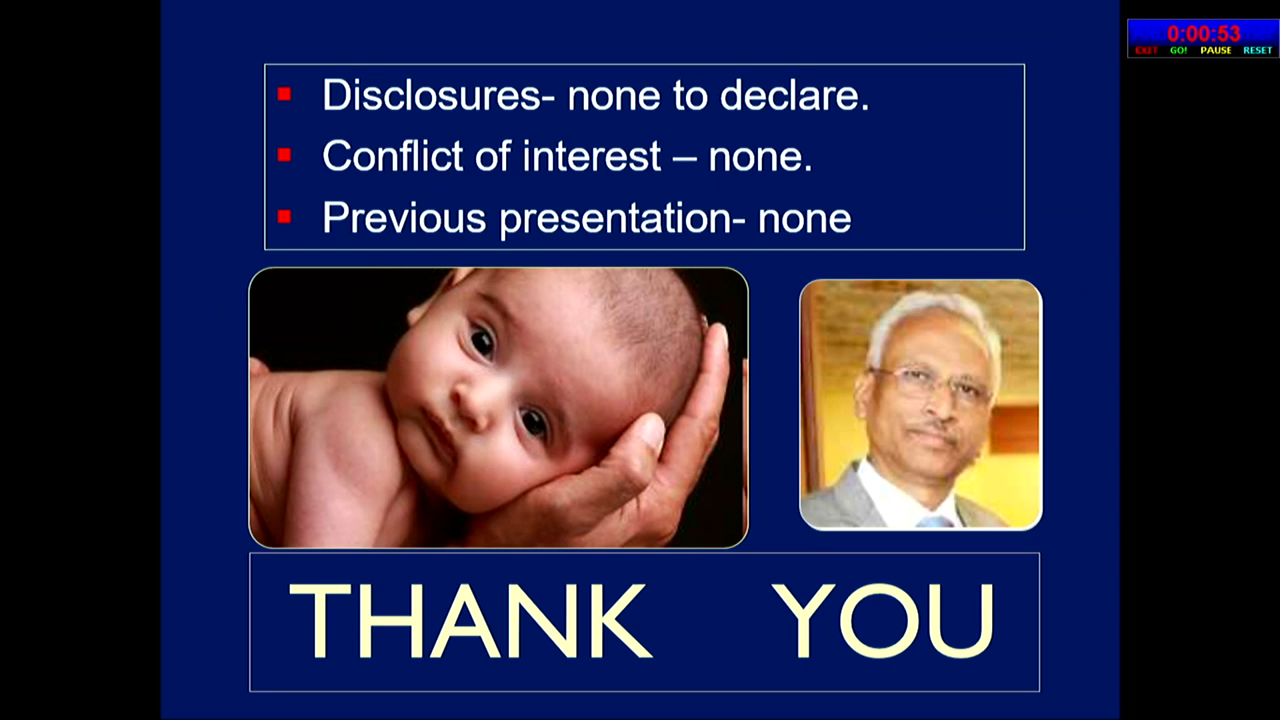 0:00:53
EXIT GO! PAUSE RESET
Disclosures- none to declare.
Conflict of interest – none.
Previous presentation- none
THANK YOU